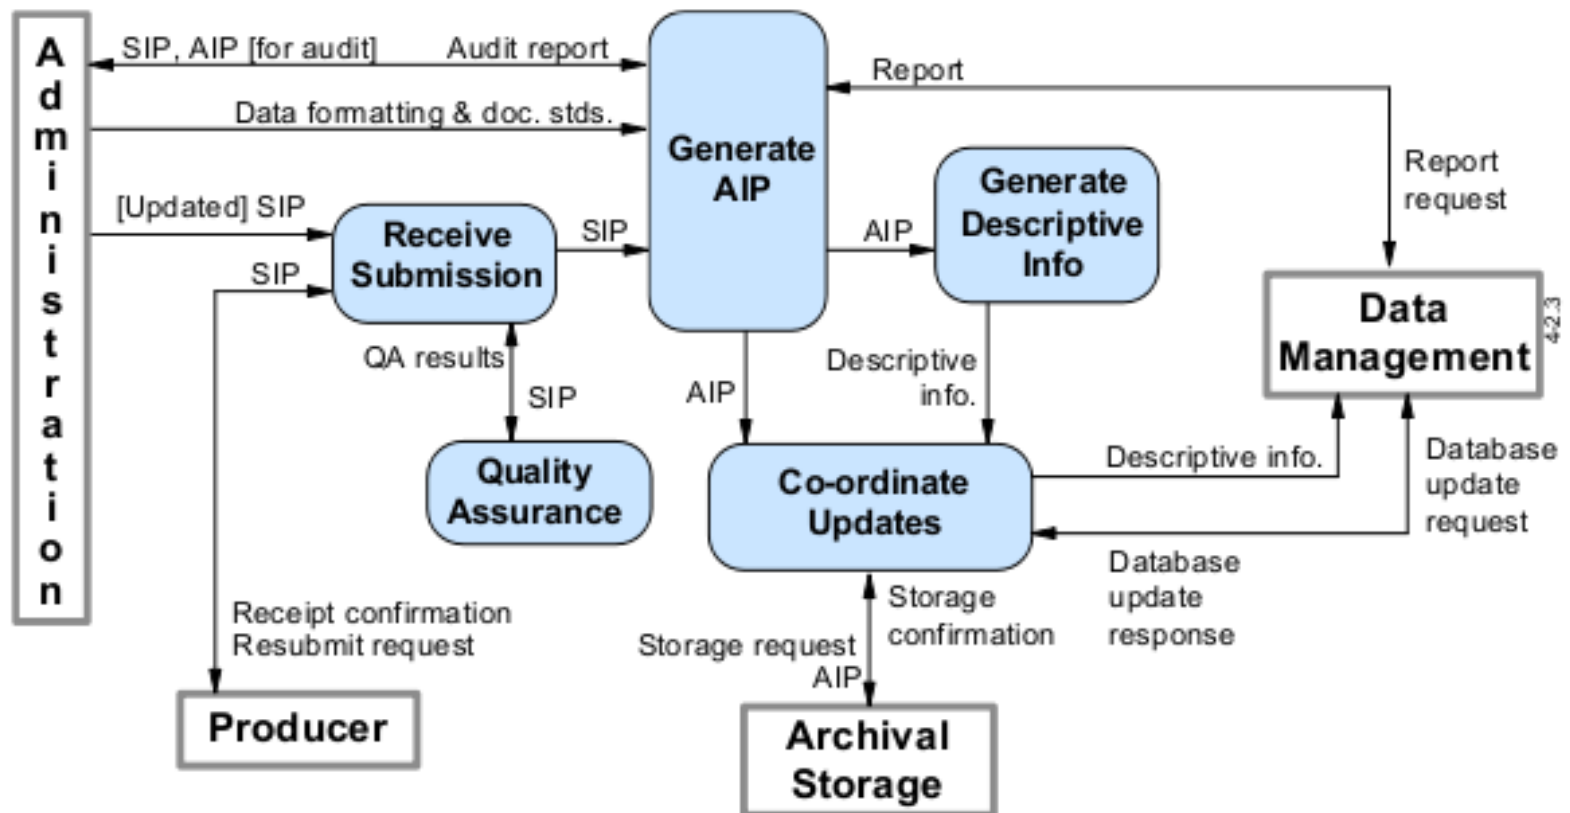 Administration
SIP, AIP [for audit]
Audit report
Data formatting & doc. stds.
[Updated] SIP
SIP
Receive
Submission
SIP
Generate
AIP
Report
AIP
Generate
Descriptive
Info
Report
request
Data
Management
4-2.3
QA results
SIP
Quality
Assurance
AIP
Descriptive
info.
Co-ordinate
Updates
Descriptive info.
Database
update
request
Database
update
response
Receipt confirmation
Resubmit request
Producer
Storage
confirmation
Storage request
AIP
Archival
Storage